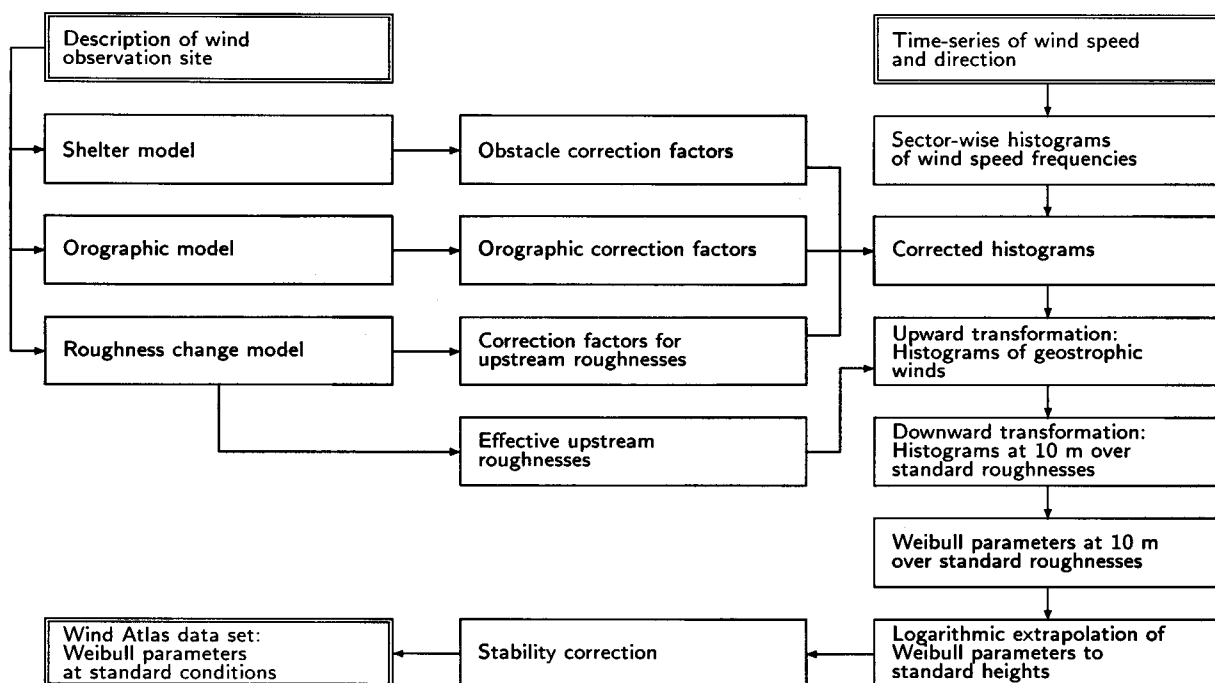 Description of wind
observation site
Time-series of wind speed
and direction
Shelter model
Obstacle correction factors
Sector-wise histograms
of wind speed frequencies
Orographic model
Orographic correction factors
Corrected histograms
Roughness change model
Correction factors for
upstream roughnesses
Upward transformation:
Histograms of geostrophic
winds
Effective upstream
roughnesses
Downward transformation:
Histograms at 10 m over
standard roughnesses
Weibull parameters at 10 m
over standard roughnesses
Wind Atlas data set:
Weibull parameters
at standard conditions
Stability correction
Logarithmic extrapolation of
Weibull parameters to
standard heights